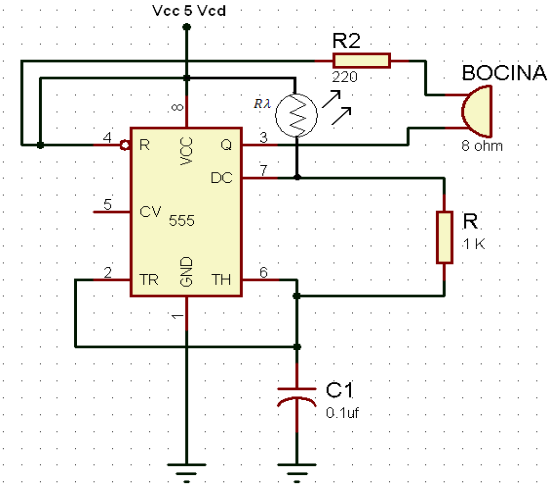 Vcc 5 Vcd
R2
220
BOCINA
8 ohm
Rλ
8
4
R
VCC
Q
3
DC
7
5
CV
555
R
1 K
2
TR
GND
TH
6
1
C1
0.1uf